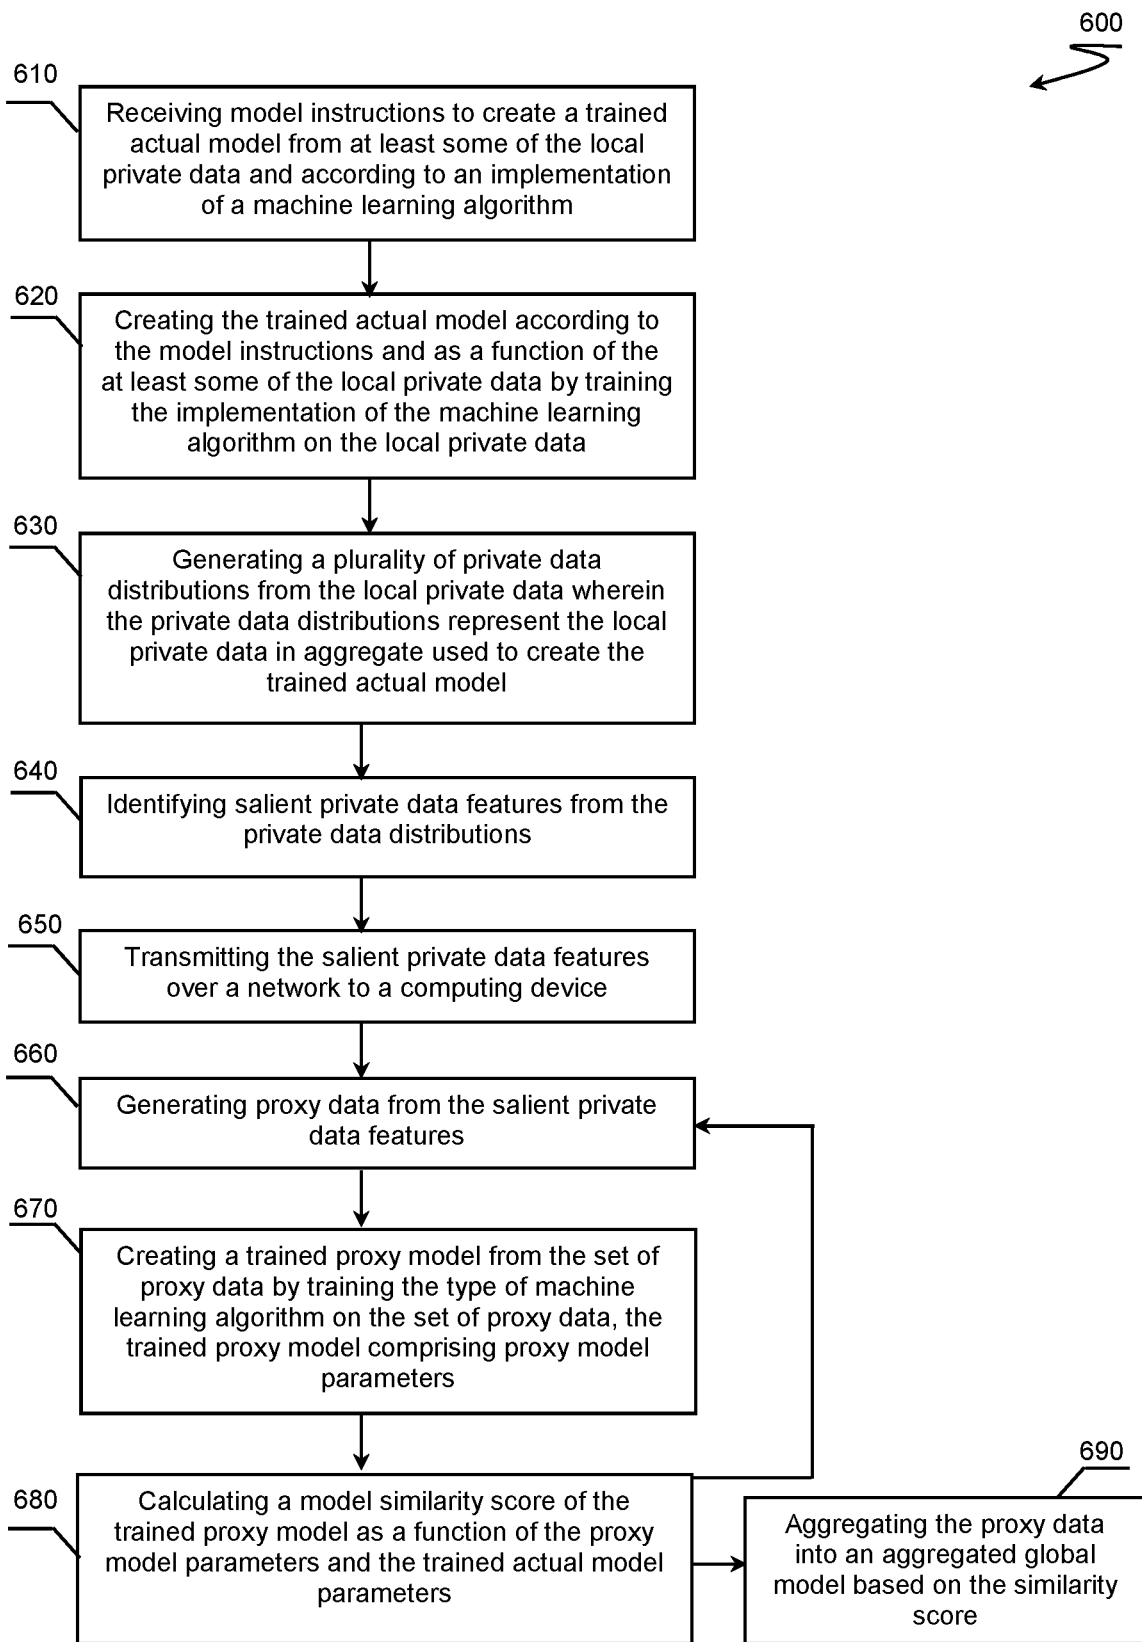 600
610
Receiving model instructions to create a trained
actual model from at least some of the local
private data and according to an implementation
of a machine learning algorithm
620
Creating the trained actual model according to
the model instructions and as a function of the
at least some of the local private data by training
the implementation of the machine learning
algorithm on the local private data
630
Generating a plurality of private data
distributions from the local private data wherein
the private data distributions represent the local
private data in aggregate used to create the
trained actual model
640
Identifying salient private data features from the
private data distributions
650
Transmitting the salient private data features
over a network to a computing device
660
Generating proxy data from the salient private
data features
670
Creating a trained proxy model from the set of
proxy data by training the type of machine
learning algorithm on the set of proxy data, the
trained proxy model comprising proxy model
parameters
680
Calculating a model similarity score of the
trained proxy model as a function of the proxy
model parameters and the trained actual model
parameters
690
Aggregating the proxy data
into an aggregated global
model based on the similarity
score